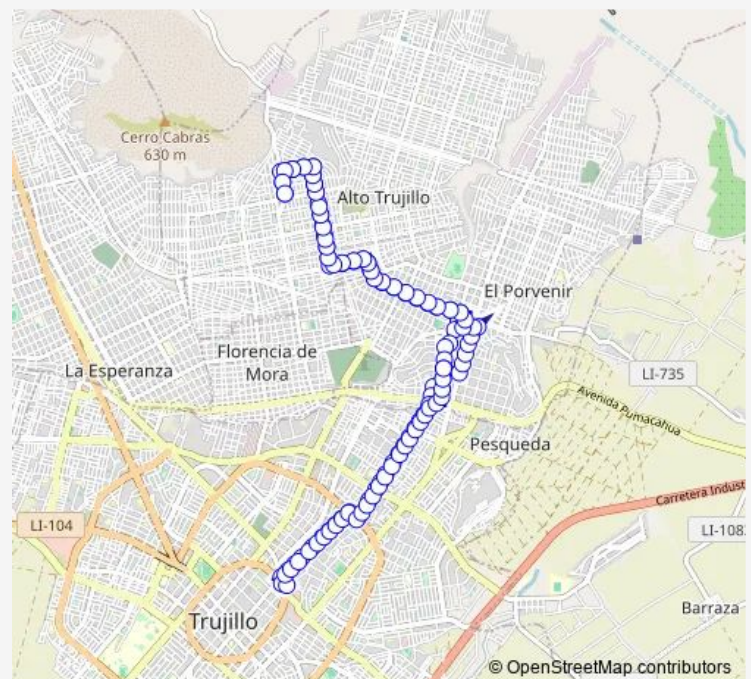 Cerro Cabras
630 m
Alto Trujillo
El Porvenir
Florencia de
Mora
La Esperanza
LI-735
Avenida Pumacahua
Pesqueda
Carretera Indust
LI-104
LI-108
Barraza
Trujillo
© OpenStreetMap contributors